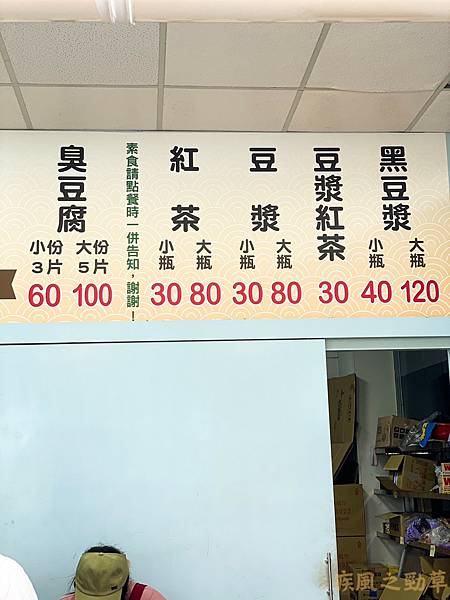 臭豆腐
小份 大份
3片 5片
60 100
素食請點餐時一併告知，謝謝！
紅茶
小瓶 大瓶
30 80
豆漿
小瓶 大瓶
30 80
豆漿紅茶
30
黑豆漿
小瓶 大瓶
40 120
疾風之勁草